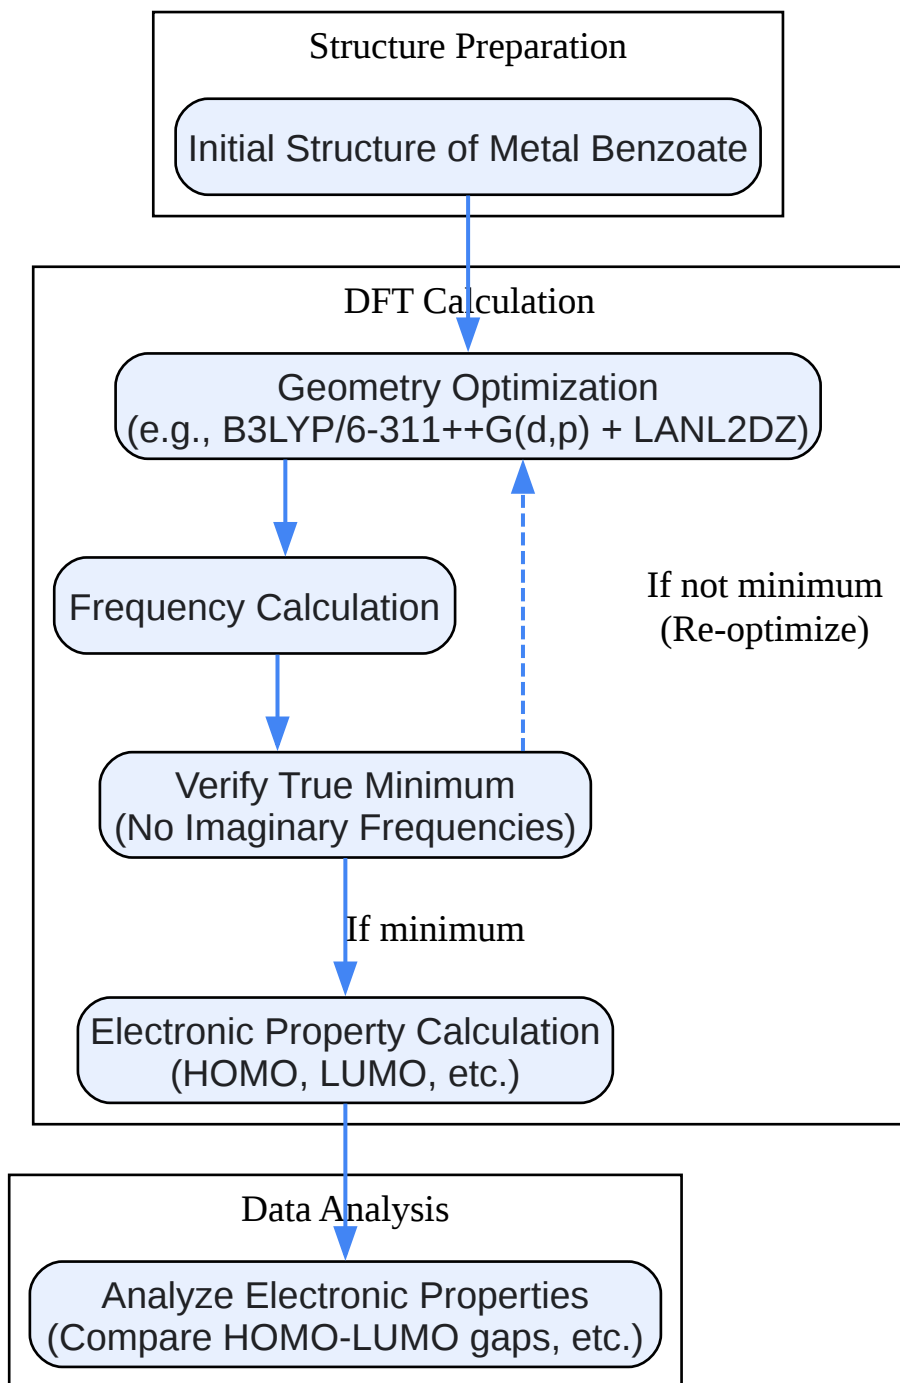 Structure Preparation
Initial Structure of Metal Benzoate
DFT Calculation
Geometry Optimization
(e.g., B3LYP/6-311++G(d,p) + LANL2DZ)
Frequency Calculation
If not minimum
(Re-optimize)
Verify True Minimum
(No Imaginary Frequencies)
If minimum
Electronic Property Calculation
(HOMO, LUMO, etc.)
Data Analysis
Analyze Electronic Properties
(Compare HOMO-LUMO gaps, etc.)